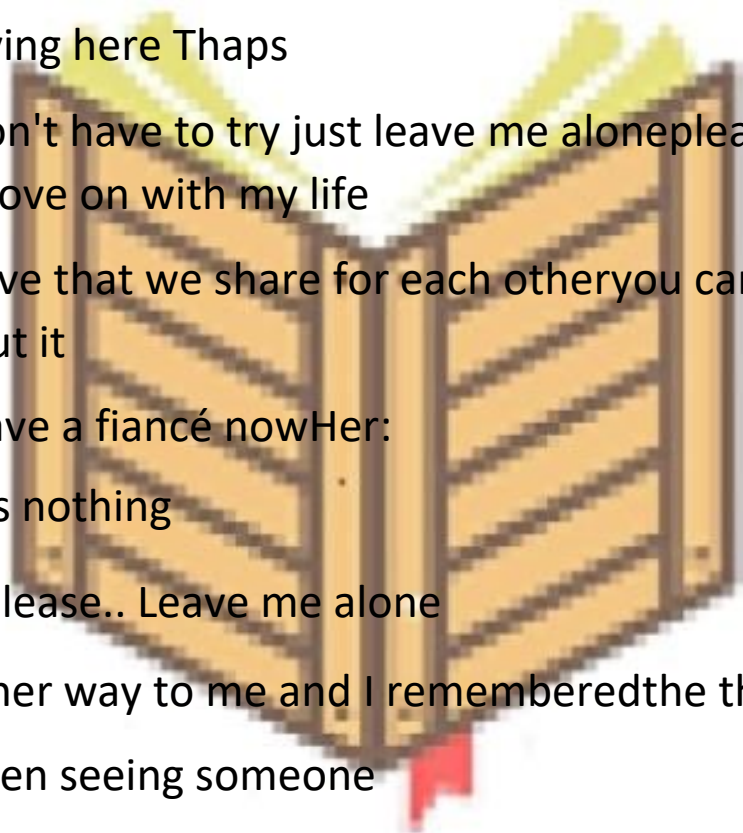 ving here Thaps
on't have to try just leave me aloneplea
ove on with my life
ve that we share for each otheryou car
ut it
ave a fiancé nowHer:
s nothing
lease.. Leave me alone
her way to me and I rememberedthe th
en seeing someone